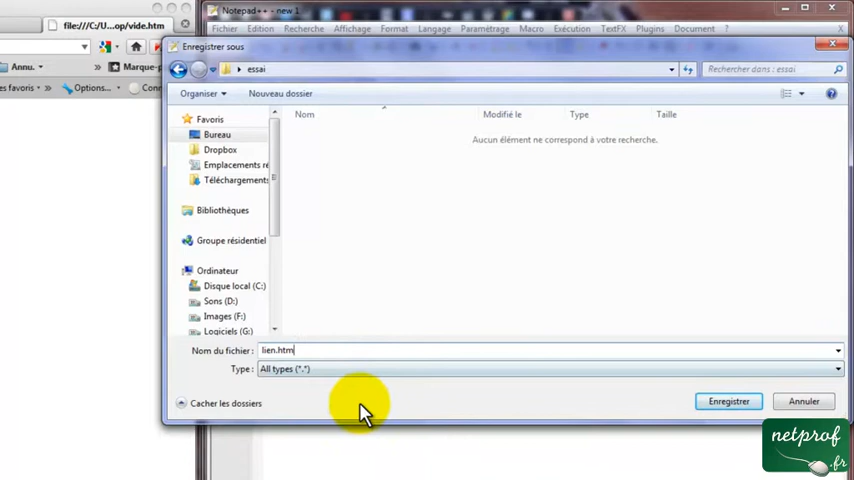 file:///C:/U...op/vide.htm
Notepad++ - new 1
Fichier Edition Recherche Affichage Format Encodage Langage Paramétrage Macro Exécution TextFX Plugins Document ?
Enregistrer sous
Annu.
Marque-p
es favoris
Options...
Conn
essai
Rechercher dans : essai
Organiser
Nouveau dossier
Favoris
Bureau
Dropbox
Emplacements ré
Téléchargements
Bibliothèques
Groupe résidentiel
Ordinateur
Disque local (C:)
Sons (D:)
Images (F:)
Logiciels (G:)
Nom Modifié le Type Taille
Aucun élément ne correspond à votre recherche.
Nom du fichier : lien.htm
Type : All types (*.*)
Cacher les dossiers
Enregistrer
Annuler
netprof
.fr